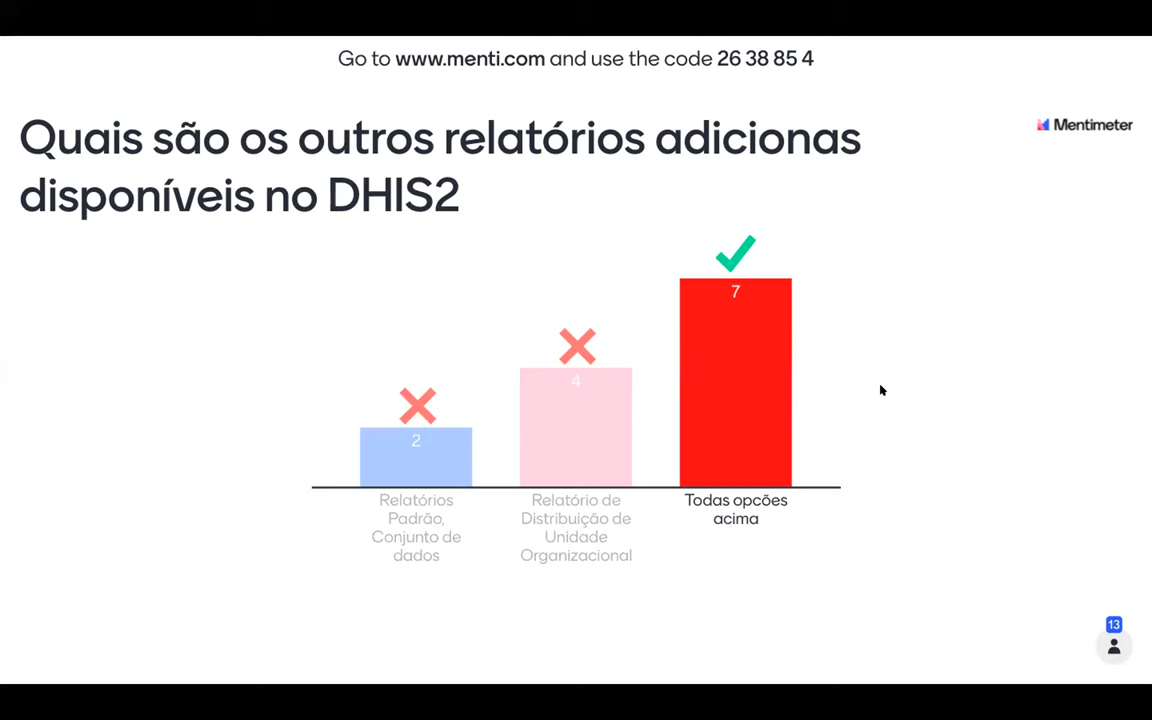 Go to www.menti.com and use the code 26 38 85 4
Mentimeter
Quais são os outros relatórios adicionas
disponíveis no DHIS2
2
4
7
Relatórios
Padrão,
Conjunto de
dados
Relatório de
Distribuição de
Unidade
Organizacional
Todas opcões
acima
13